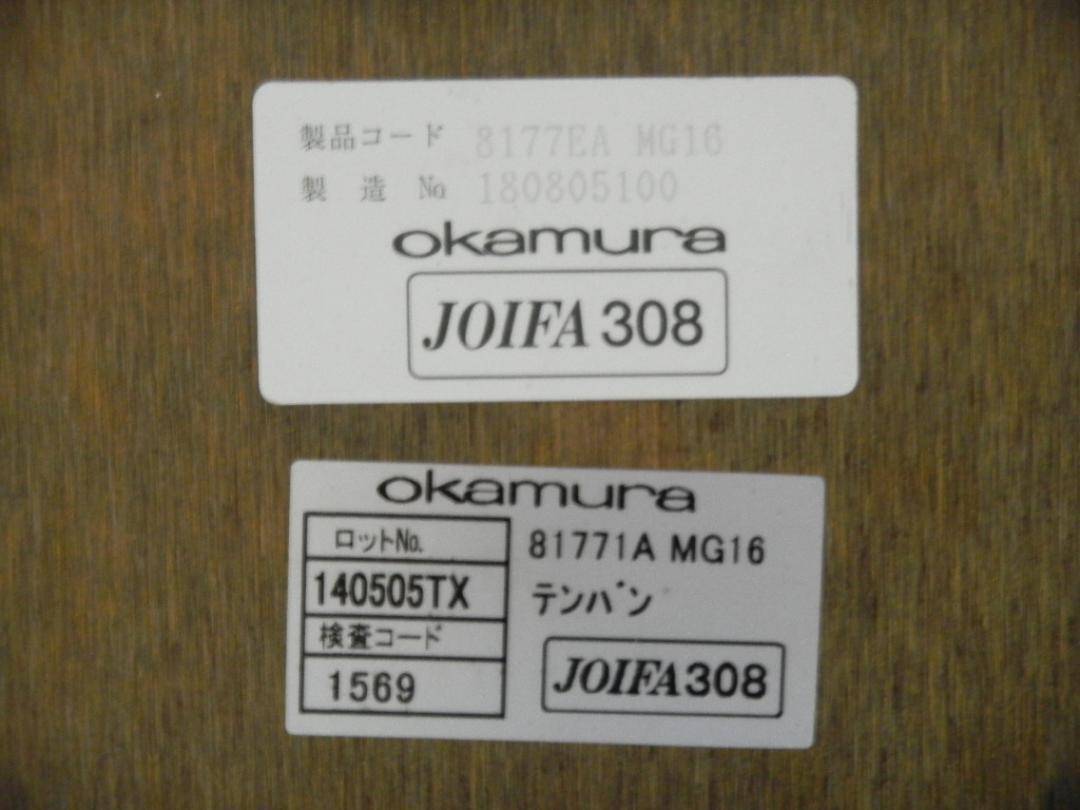 製品コード 8177EA MG16
製 造 No 180805100
okamura
JOIFA 308
okamura
ロットNo.
140505TX
検査コード
1569
81771A MG16
テンバン
JOIFA308